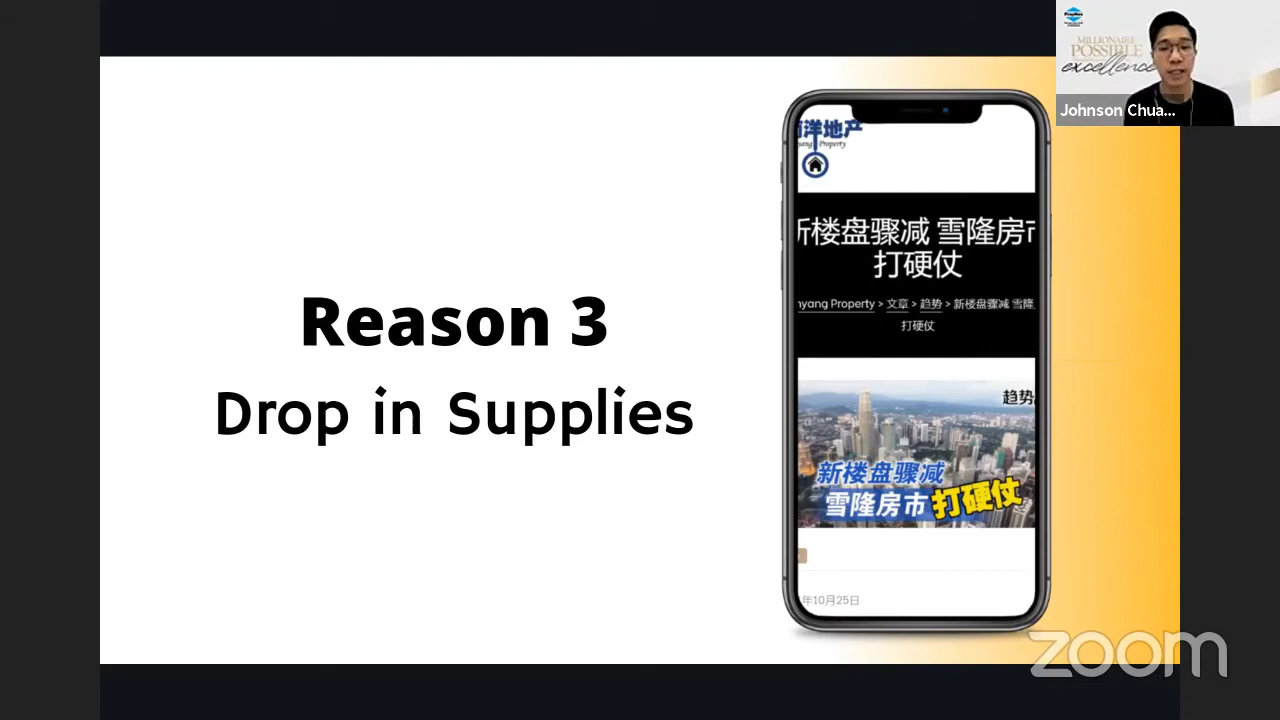 MILLIONAIRE
POSSIBLE
excellence
Johnson Chua...
Reason 3
Drop in Supplies
洋地产
Property
新楼盘骤减 雪隆房市
打硬仗
nyang Property > 文章 > 趋势 > 新楼盘骤减 雪隆
打硬仗
趋势
新楼盘骤减
雪隆房市 打硬仗
年10月25日
zoom